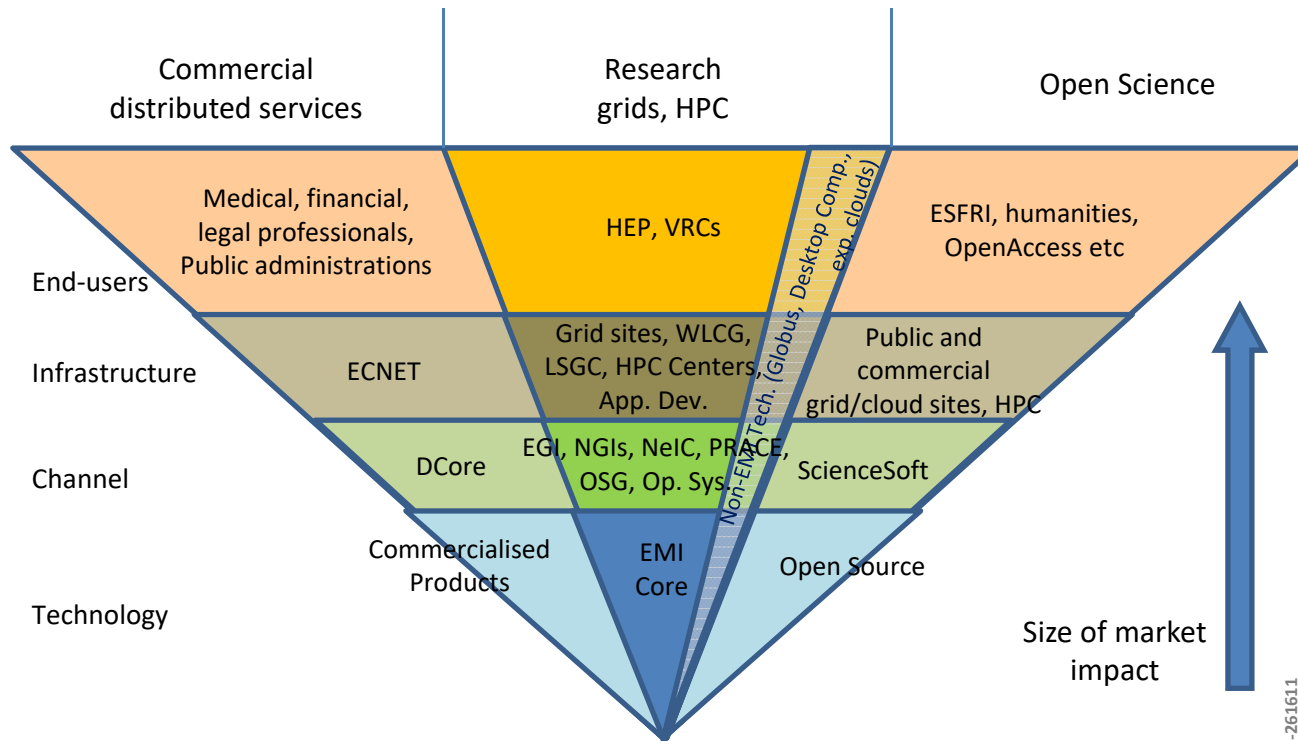 Commercial
distributed services
Research
grids, HPC
Open Science
Medical, financial,
legal professionals,
Public administrations
HEP, VRCs
Non-EMI Tech. (Globus, Desktop Comp.,
exp. clouds)
ESFRI, humanities,
OpenAccess etc
End-users
Infrastructure
ECNET
Grid sites, WLCG,
LSGC, HPC Centers,
App. Dev.
Public and
commercial
grid/cloud sites, HPC
Channel
DCore
EGI, NGIs, NeIC, PRACE,
OSG, Op. Sys.
ScienceSoft
Technology
Commercialised
Products
EMI
Core
Open Source
Size of market
impact
-261611